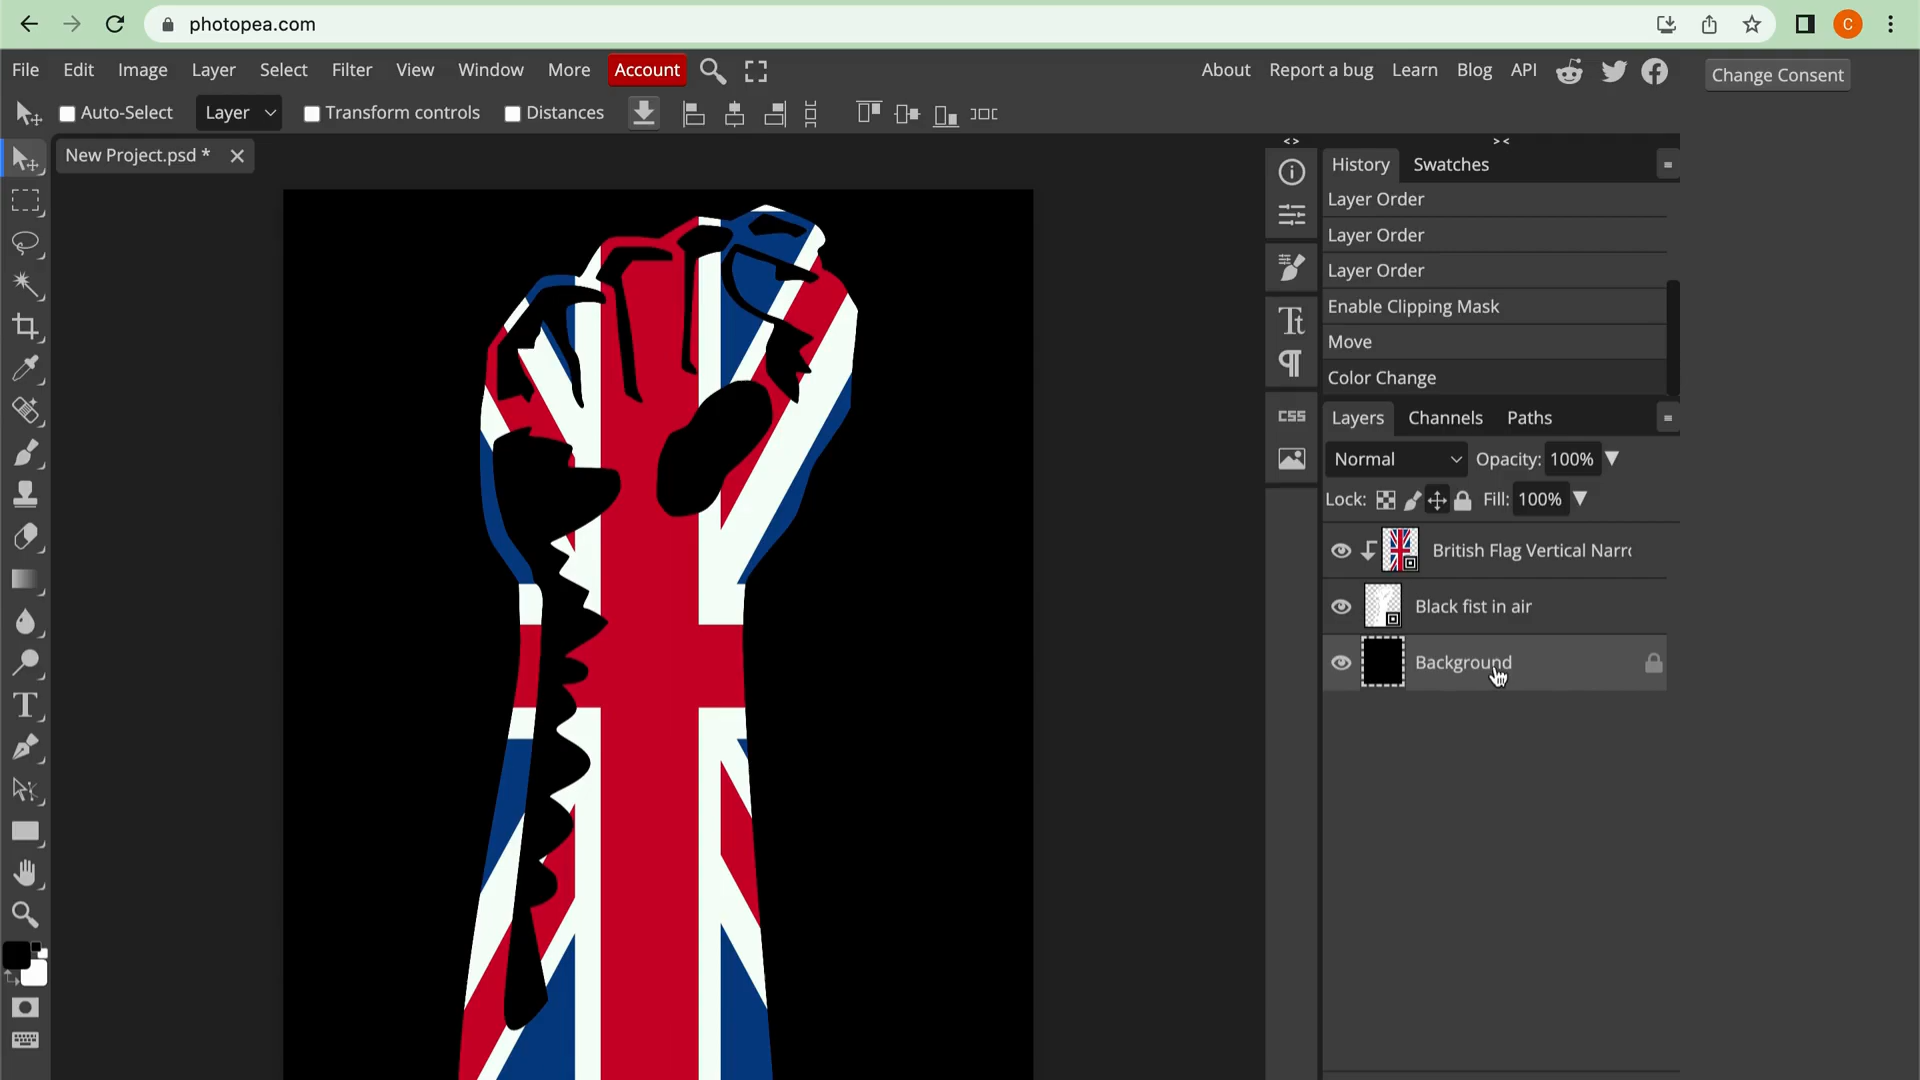 photopea.com
C
File Edit Image Layer Select Filter View Window More Account
About Report a bug Learn Blog API
Change Consent
Auto-Select Layer Transform controls Distances
New Project.psd *
History Swatches
Layer Order
Layer Order
Layer Order
Enable Clipping Mask
Move
Color Change
CSS
Layers Channels Paths
Normal Opacity: 100%
Lock: Fill: 100%
British Flag Vertical Narr
Black fist in air
Background